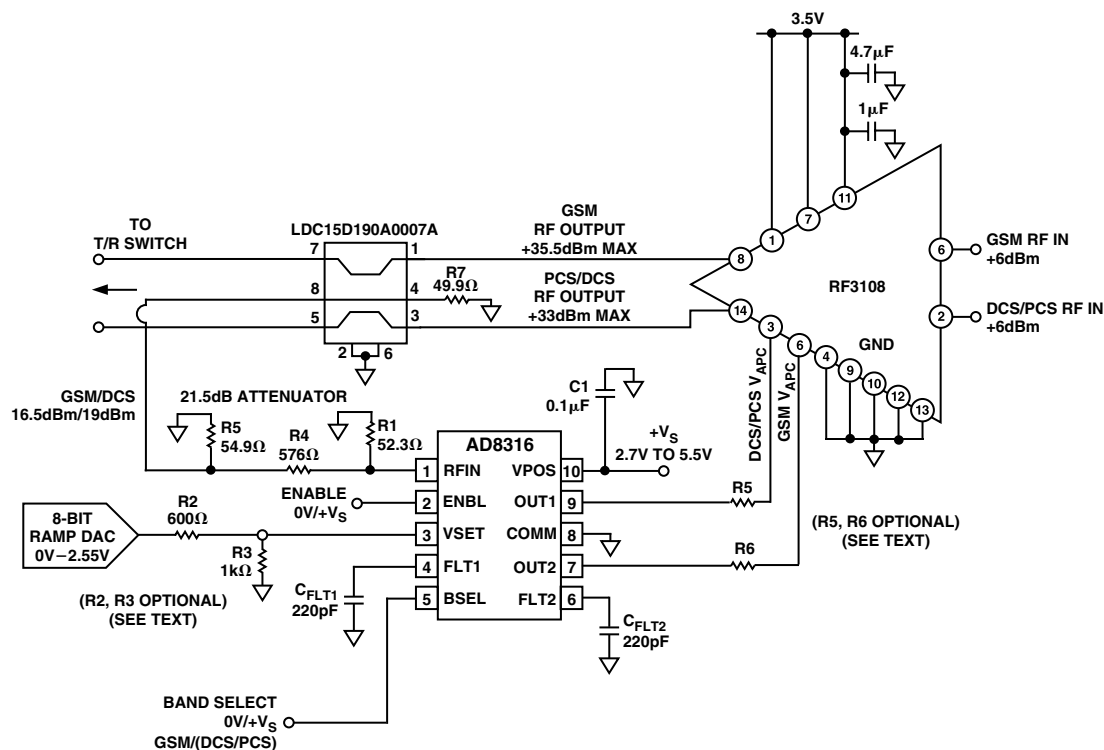 3.5V
4.7µF
1µF
11
7
1
8
14
3
6
4
9
10
12
13
6
2
RF3108
GND
GSM RF IN
+6dBm
DCS/PCS RF IN
+6dBm
TO
T/R SWITCH
LDC15D190A0007A
7
1
8
4
5
3
2
6
GSM
RF OUTPUT
+35.5dBm MAX
R7
49.9Ω
PCS/DCS
RF OUTPUT
+33dBm MAX
GSM/DCS
16.5dBm/19dBm
21.5dB ATTENUATOR
R5
54.9Ω
R4
576Ω
R1
52.3Ω
C1
0.1µF
+VS
2.7V TO 5.5V
DCS/PCS VAPC
GSM VAPC
AD8316
1 RFIN
2 ENBL
3 VSET
4 FLT1
5 BSEL
VPOS 10
OUT1 9
COMM 8
OUT2 7
FLT2 6
ENABLE
0V/+VS
8-BIT
RAMP DAC
0V–2.55V
R2
600Ω
R3
1kΩ
(R2, R3 OPTIONAL)
(SEE TEXT)
CFLT1
220pF
R5
R6
(R5, R6 OPTIONAL)
(SEE TEXT)
CFLT2
220pF
BAND SELECT
0V/+VS
GSM/(DCS/PCS)